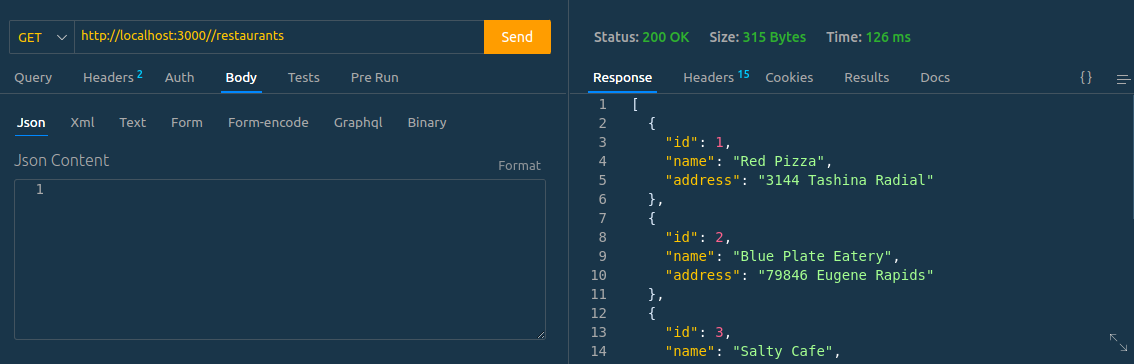 GET http://localhost:3000//restaurants Send
Query Headers 2 Auth Body Tests Pre Run
Json Xml Text Form Form-encode Graphql Binary
Json Content
Format
1
Status: 200 OK Size: 315 Bytes Time: 126 ms
Response Headers 15 Cookies Results Docs {}
1 [
2 {
3 "id": 1,
4 "name": "Red Pizza",
5 "address": "3144 Tashina Radial"
6 },
7 {
8 "id": 2,
9 "name": "Blue Plate Eatery",
10 "address": "79846 Eugene Rapids"
11 },
12 {
13 "id": 3,
14 "name": "Salty Cafe",